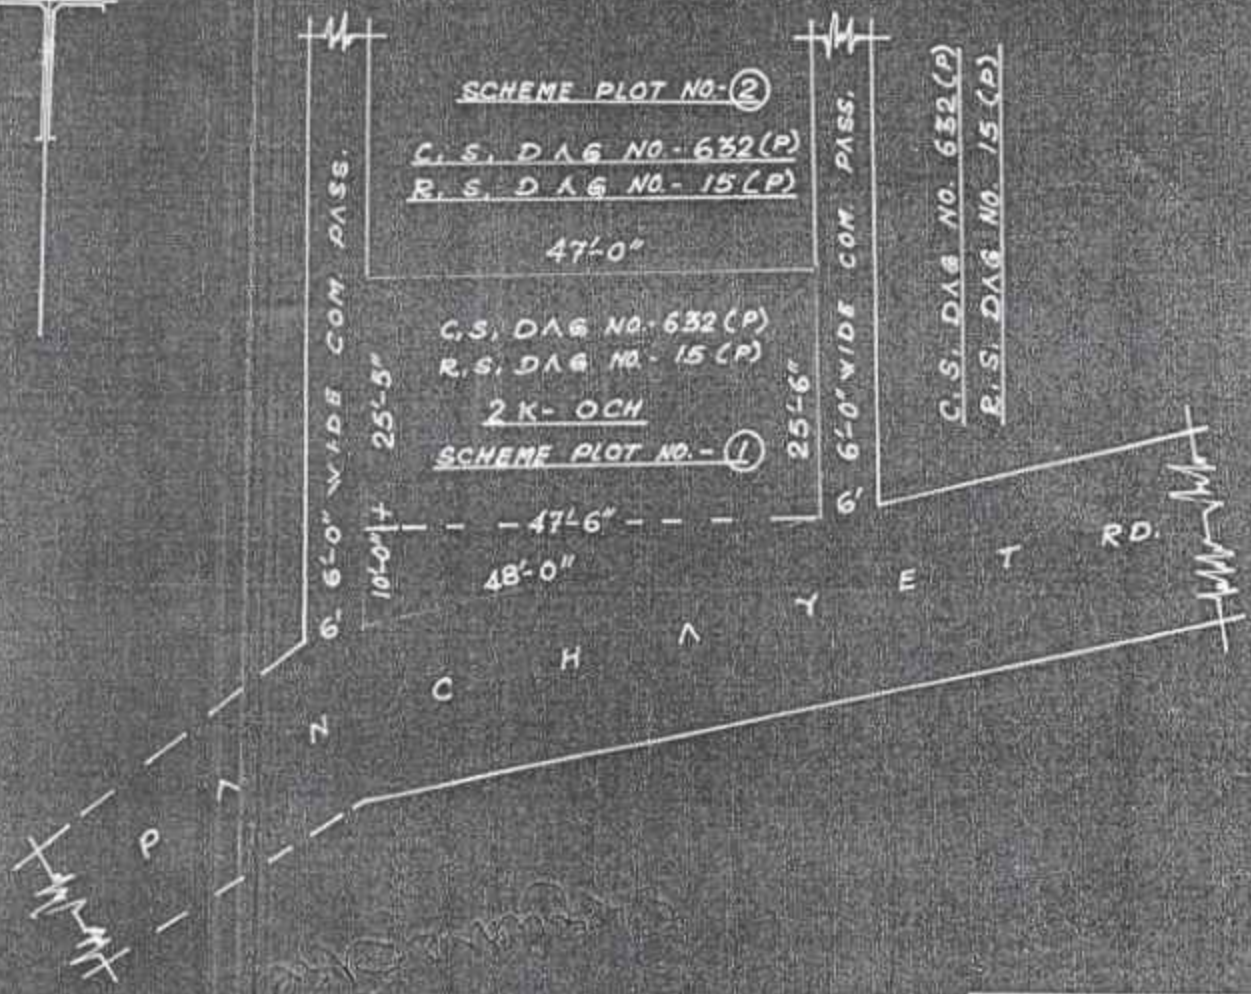 SCHEME PLOT NO-②
C.S. DAG NO-632(P)
R.S. DAG NO.-15(P)
47'-0"
C.S. DAG NO.-632(P)
R.S. DAG NO.-15(P)
2K-OCH
SCHEME PLOT NO.-①
25'-5"
25'-6"
6'-0" WIDE COM PASS.
6'-0" WIDE COM. PASS.
C.S. DAG NO. 632(P)
R.S. DAG NO. 15(P)
47'-6"
48'-0"
10'-0"
6'
6'
PANCHAYET RD.